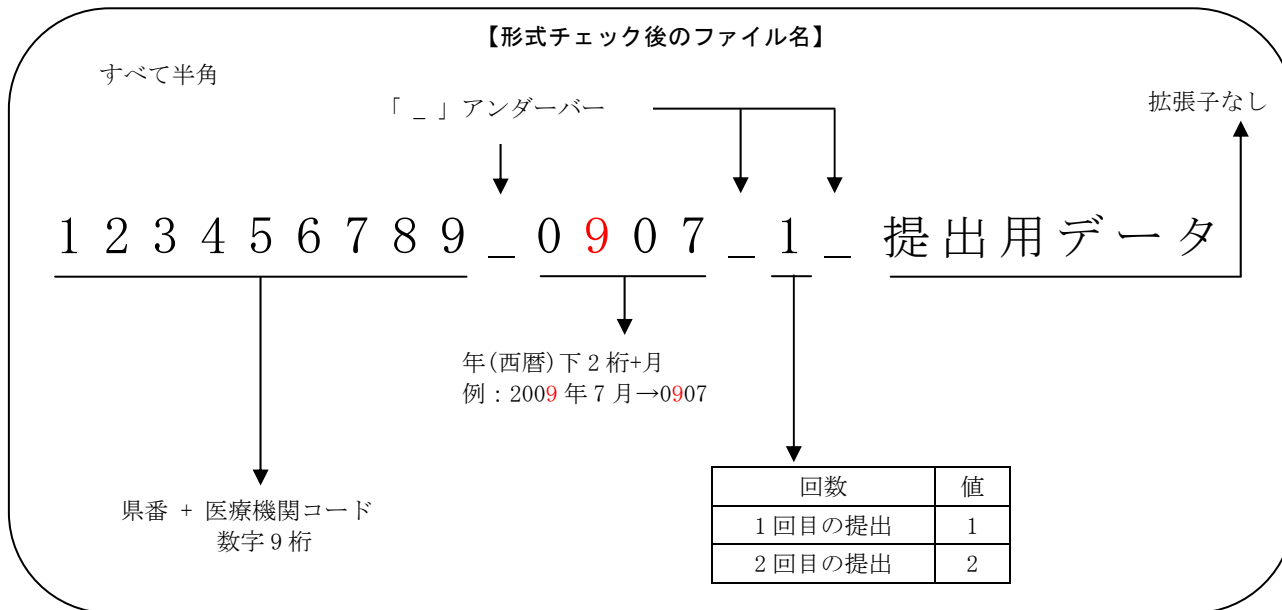 【形式チェック後のファイル名】
すべて半角
「 _ 」アンダーバー
拡張子なし
1 2 3 4 5 6 7 8 9 _ 0 9 0 7 _ 1 _ 提出用データ
年(西暦)下2桁+月
例：2009年7月→0907
県番 + 医療機関コード
数字9桁
回数 値
1回目の提出 1
2回目の提出 2